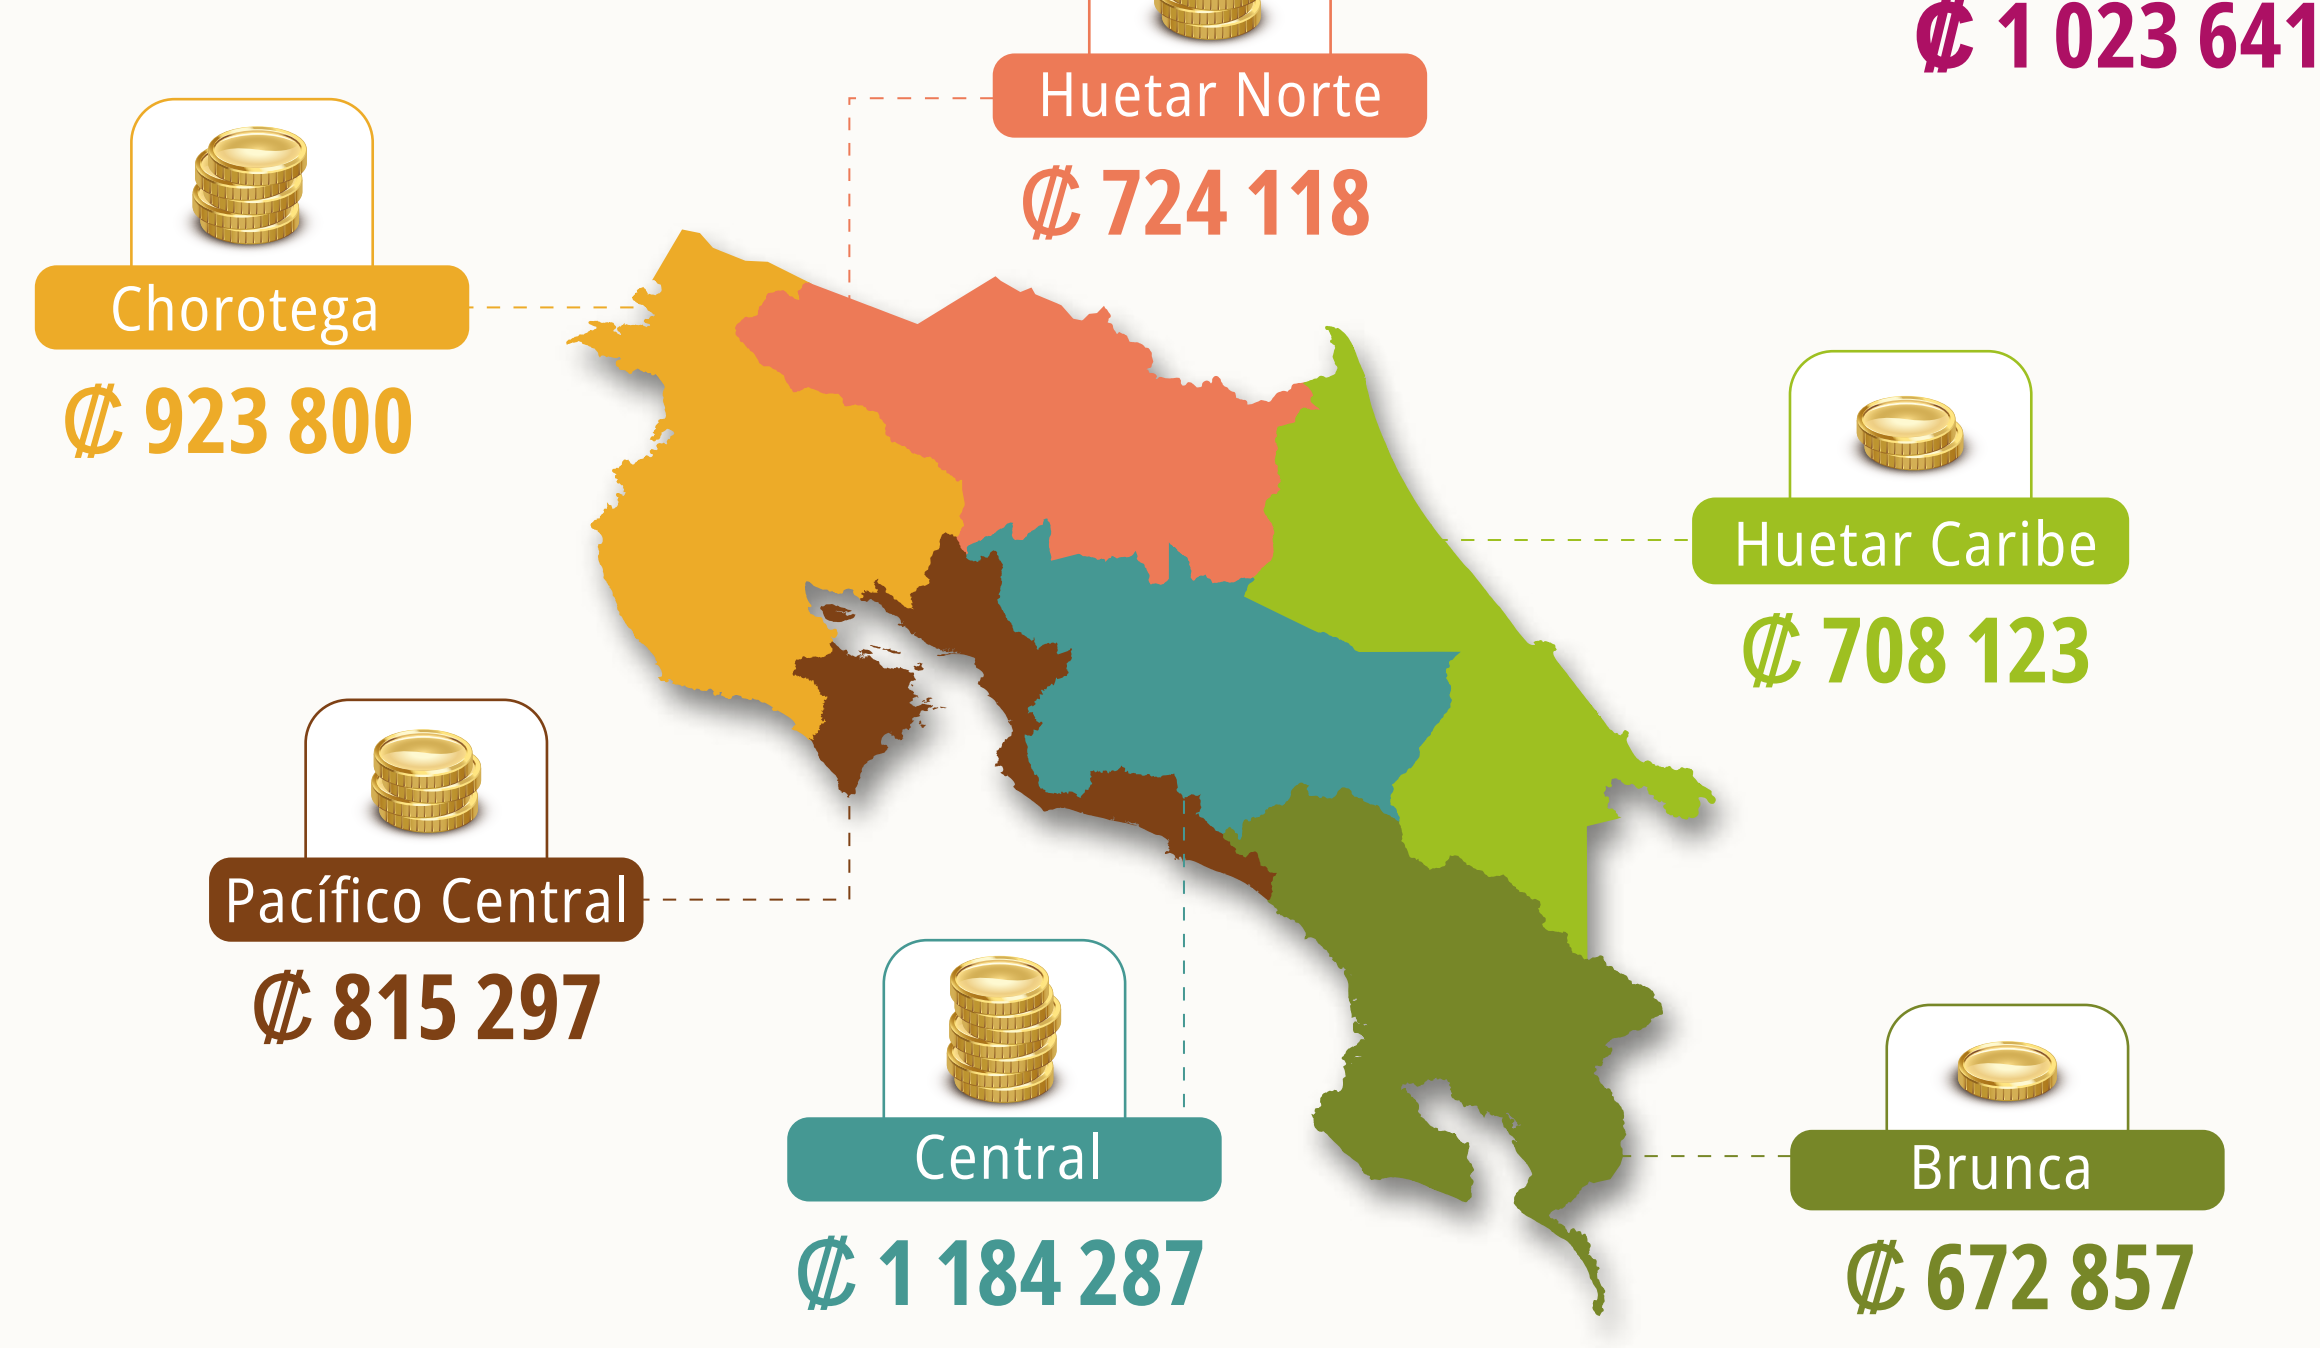 ₡ 1 023 641
Huetar Norte
₡ 724 118
Chorotega
₡ 923 800
Huetar Caribe
₡ 708 123
Pacífico Central
₡ 815 297
Central
₡ 1 184 287
Brunca
₡ 672 857